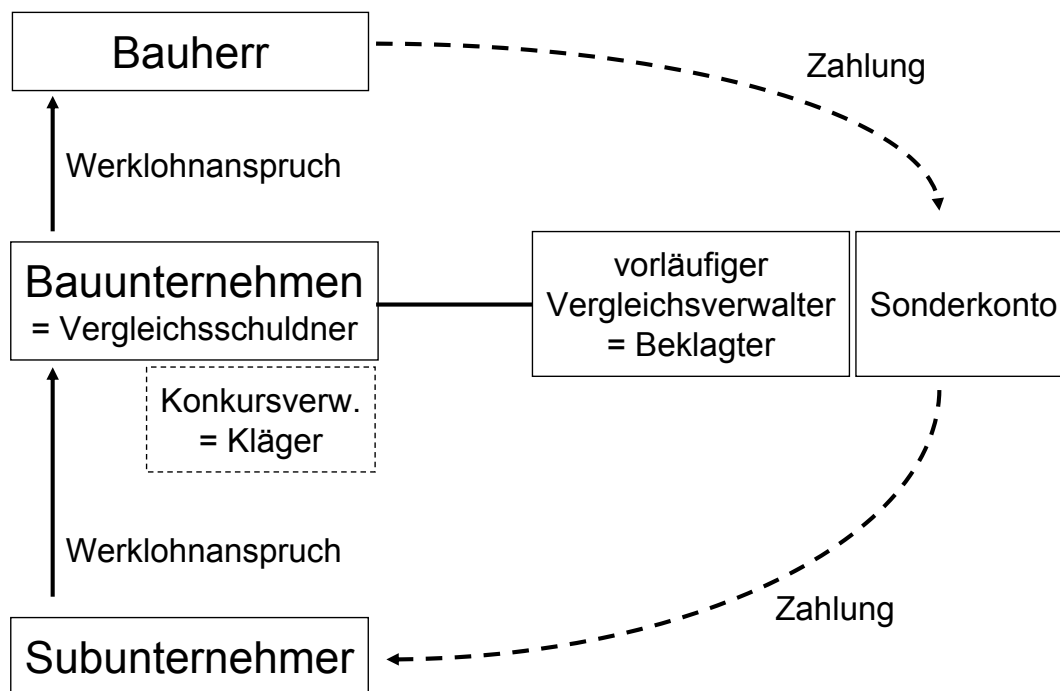 Bauherr
Zahlung
Werklohnanspruch
Bauunternehmen
= Vergleichsschuldner
vorläufiger
Vergleichsverwalter
= Beklagter
Sonderkonto
Konkursverw.
= Kläger
Werklohnanspruch
Zahlung
Subunternehmer